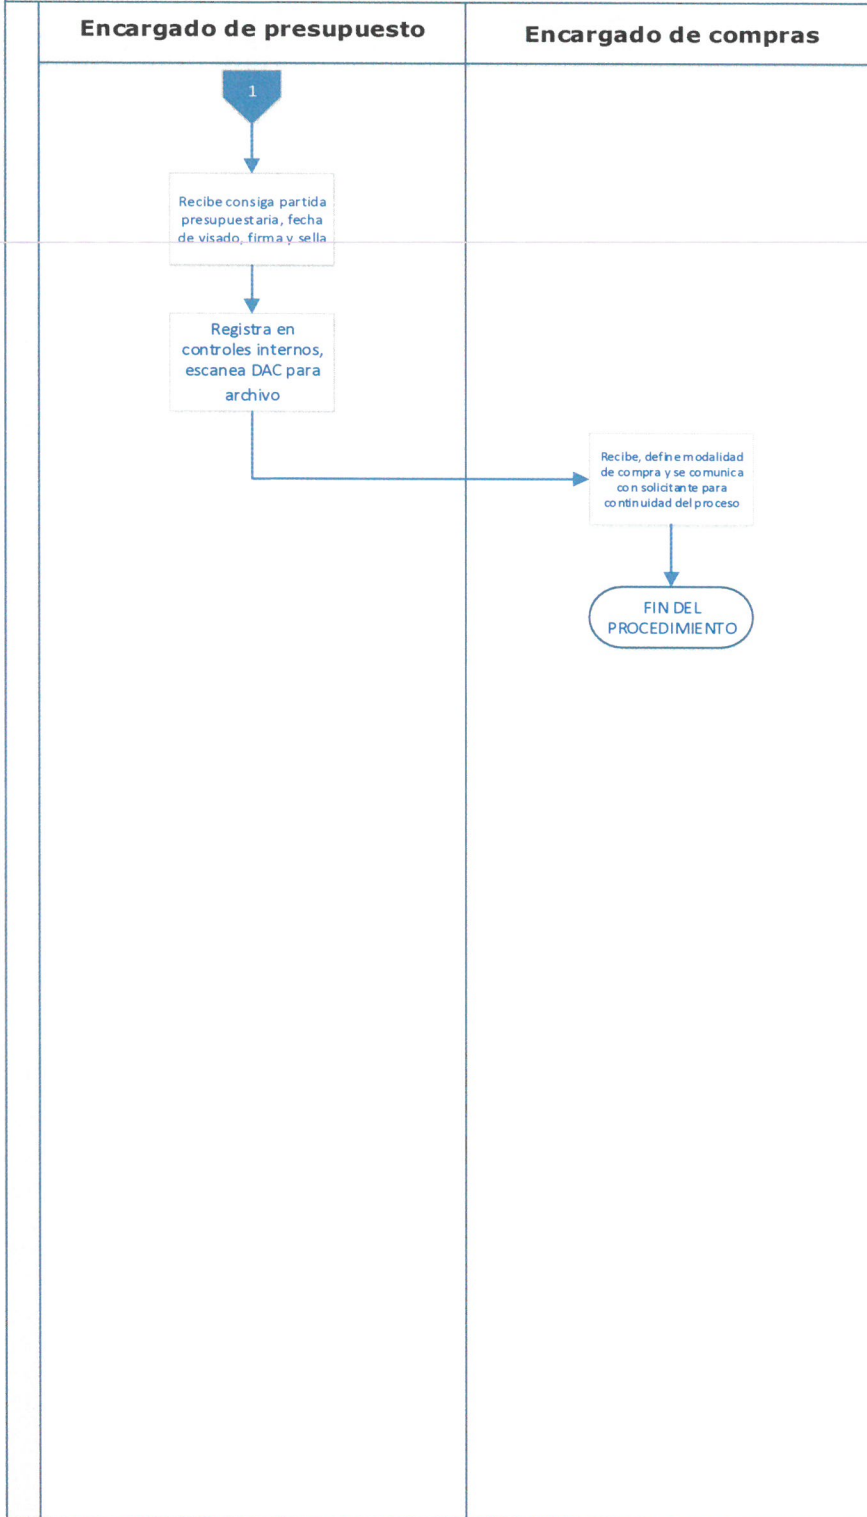 Encargado de presupuesto
Encargado de compras
1
Recibe consiga partida
presupuestaria, fecha
de visado, firma y sella
Registra en
controles internos,
escanea DAC para
archivo
Recibe, define modalidad
de compra y se comunica
con solicitante para
continuidad del proceso
FIN DEL
PROCEDIMIENTO